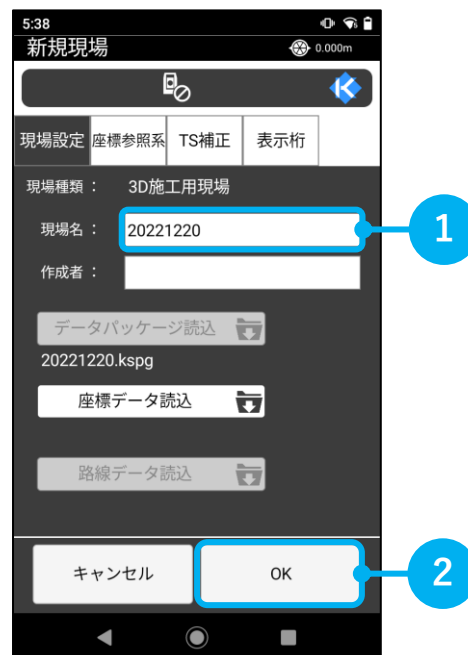 5:38
新規現場
0.000m
現場設定 座標参照系 TS補正 表示桁
現場種類 ： 3D施工用現場
現場名 ： 20221220
1
作成者 ：
データパッケージ読込
20221220.kspg
座標データ読込
路線データ読込
キャンセル OK
2